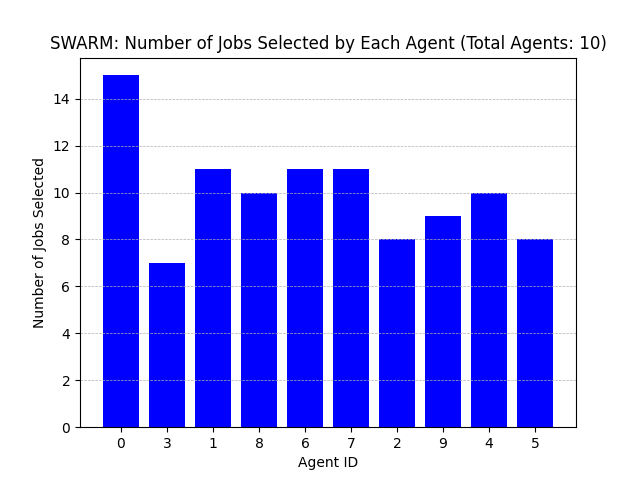 SWARM: Number of Jobs Selected by Each Agent (Total Agents: 10)
14
12
10
8
6
4
2
0
Number of Jobs Selected
0 3 1 8 6 7 2 9 4 5
Agent ID